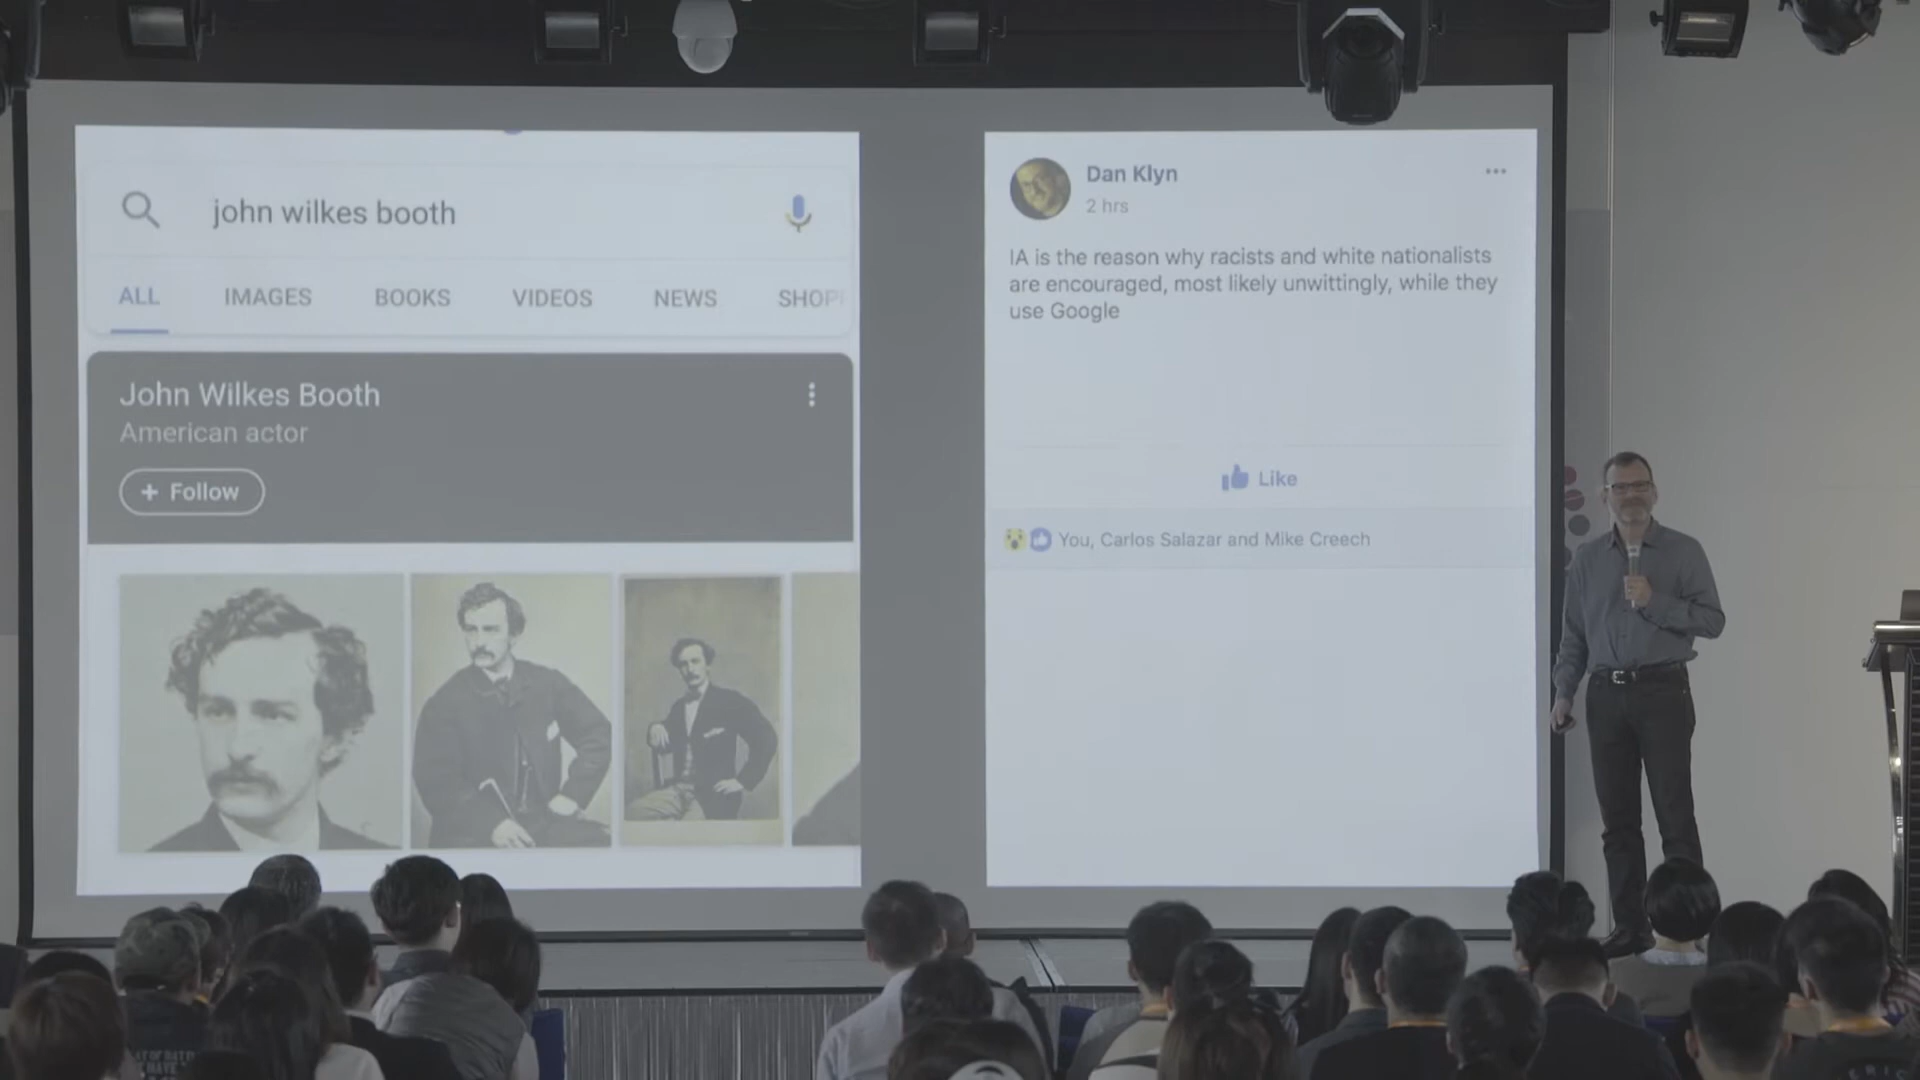 john wilkes booth
ALL IMAGES BOOKS VIDEOS NEWS SHOP
John Wilkes Booth
American actor
+ Follow
Dan Klyn
2 hrs
IA is the reason why racists and white nationalists
are encouraged, most likely unwittingly, while they
use Google
Like
You, Carlos Salazar and Mike Creech